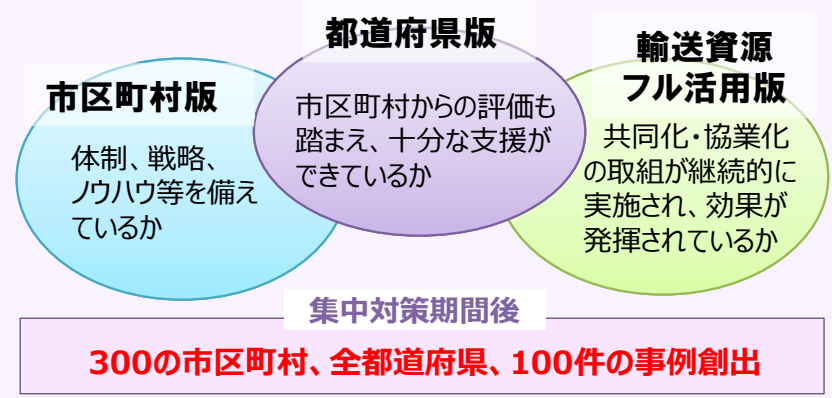 市区町村版
体制、戦略、
ノウハウ等を備え
ているか
都道府県版
市区町村からの評価も
踏まえ、十分な支援が
できているか
輸送資源
フル活用版
共同化・協業化
の取組が継続的に
実施され、効果が
発揮されているか
集中対策期間後
300の市区町村、全都道府県、100件の事例創出